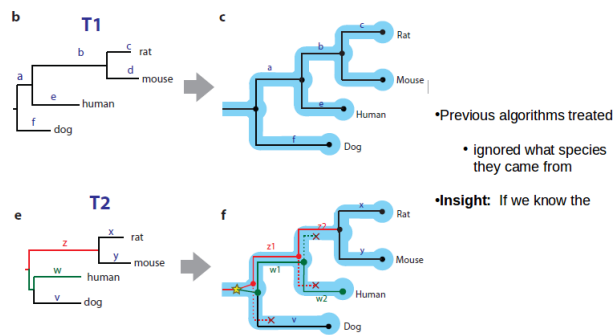 b
T1
c
c
b
rat
a
d
mouse
e
human
f
dog
c
Rat
b
a
Mouse
e
Human
f
Dog
•Previous algorithms treated
• ignored what species
they came from
•Insight: If we know the
e
T2
f
x
rat
z
y
mouse
w
human
v
dog
x
z2
Rat
z1
y
w1
Mouse
w2
Human
v
Dog